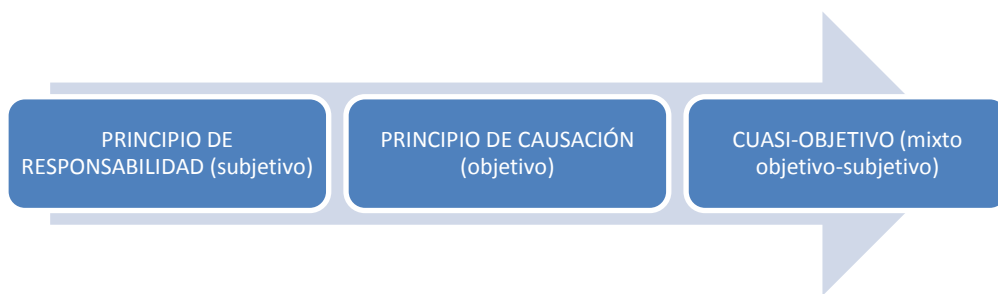 PRINCIPIO DE
RESPONSABILIDAD (subjetivo)
PRINCIPIO DE CAUSACIÓN
(objetivo)
CUASI-OBJETIVO (mixto
objetivo-subjetivo)